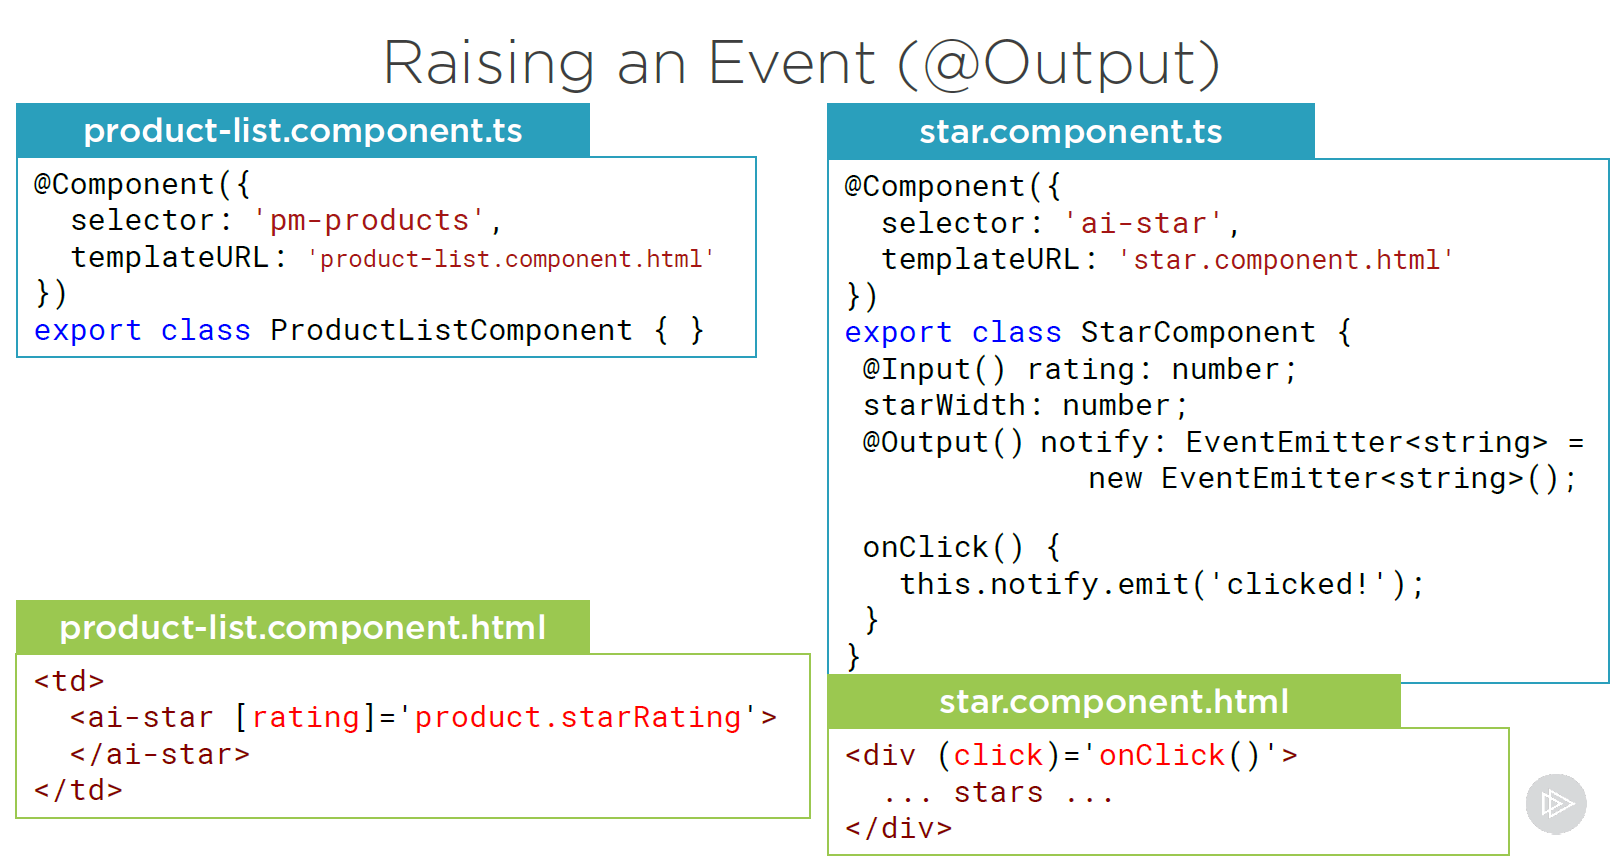 Raising an Event (@Output)
product-list.component.ts
@Component({
  selector: 'pm-products',
  templateURL: 'product-list.component.html'
})
export class ProductListComponent { }
product-list.component.html
<td>
  <ai-star [rating]='product.starRating'>
  </ai-star>
</td>
star.component.ts
@Component({
  selector: 'ai-star',
  templateURL: 'star.component.html'
})
export class StarComponent {
 @Input() rating: number;
 starWidth: number;
 @Output() notify: EventEmitter<string> =
              new EventEmitter<string>();
 onClick() {
   this.notify.emit('clicked!');
 }
}
star.component.html
<div (click)='onClick()'>
  ... stars ...
</div>